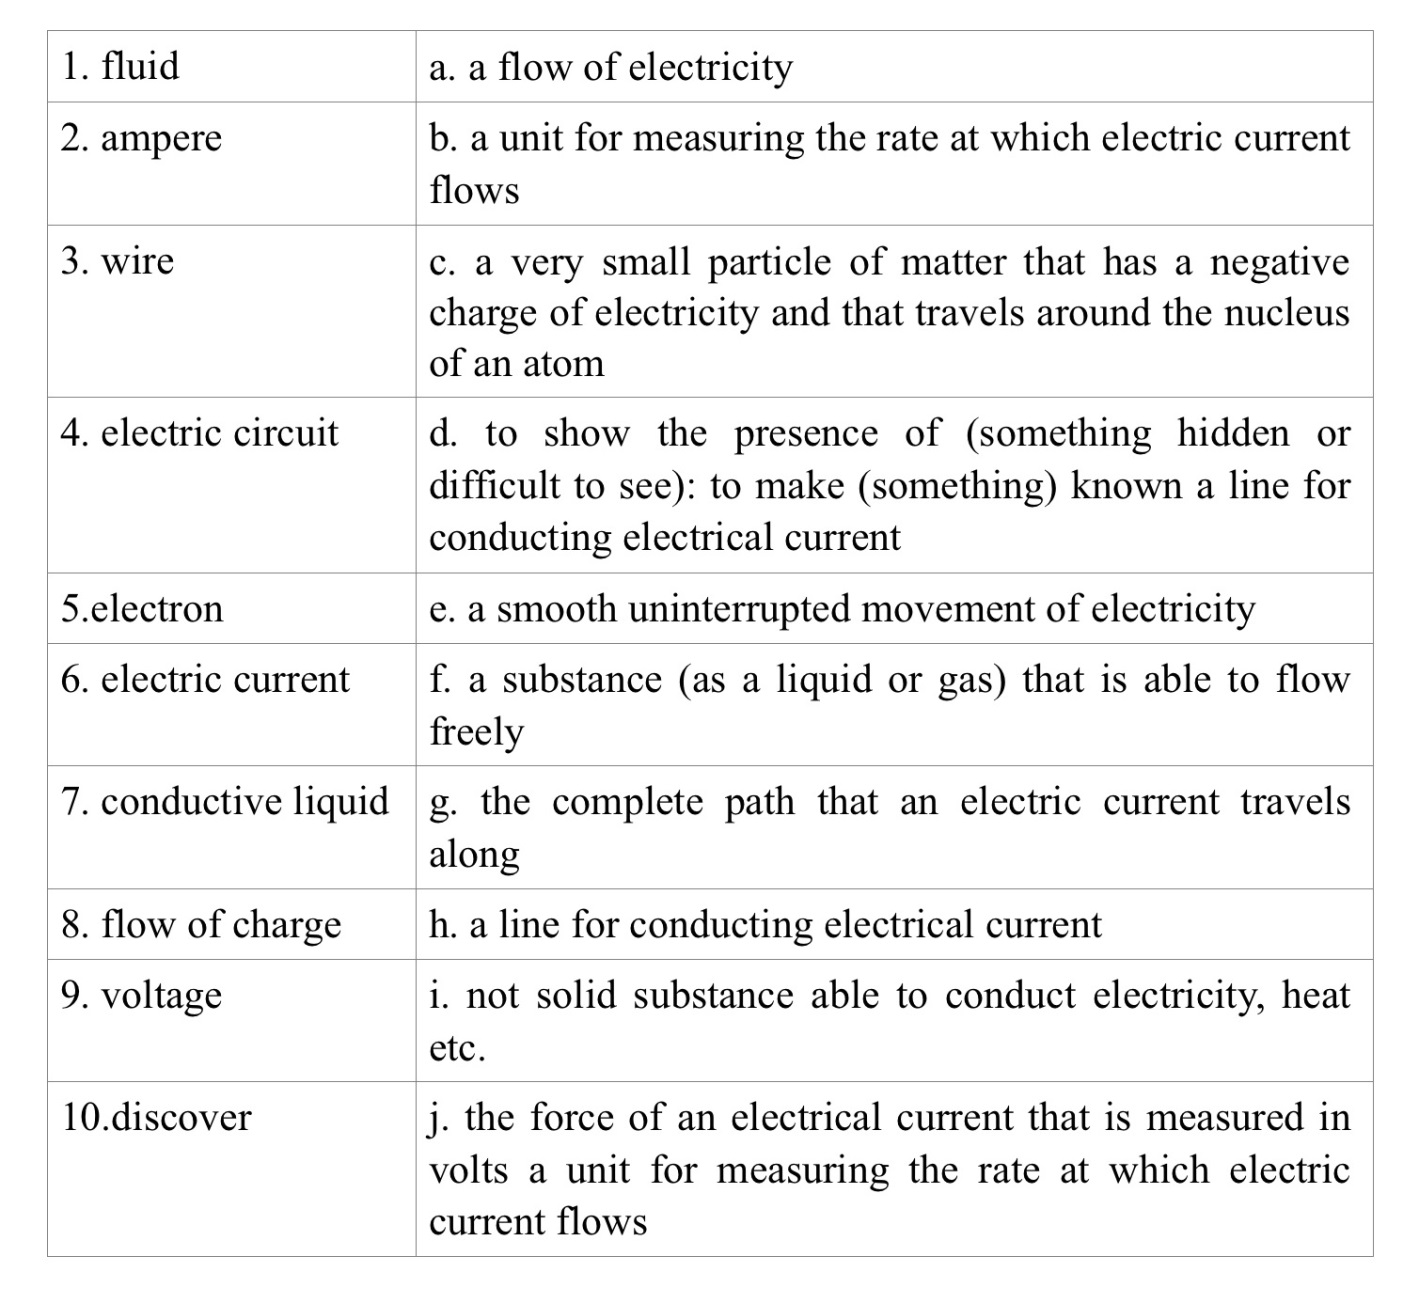 1. fluid
a. a flow of electricity
2. ampere
b. a unit for measuring the rate at which electric current
flows
3. wire
c. a very small particle of matter that has a negative
charge of electricity and that travels around the nucleus
of an atom
4. electric circuit
d. to show the presence of (something hidden or
difficult to see): to make (something) known a line for
conducting electrical current
5.electron
e. a smooth uninterrupted movement of electricity
6. electric current
f. a substance (as a liquid or gas) that is able to flow
freely
7. conductive liquid
g. the complete path that an electric current travels
along
8. flow of charge
h. a line for conducting electrical current
9. voltage
i. not solid substance able to conduct electricity, heat
etc.
10.discover
j. the force of an electrical current that is measured in
volts a unit for measuring the rate at which electric
current flows